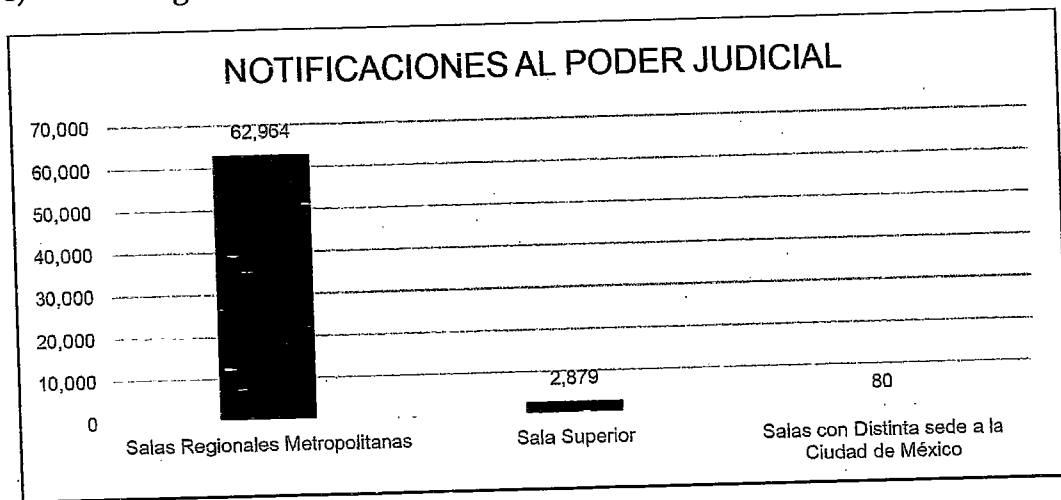 NOTIFICACIONES AL PODER JUDICIAL
70,000
60,000
50,000
40,000
30,000
20,000
10,000
0
62,964
2,879
80
Salas Regionales Metropolitanas
Sala Superior
Salas con Distinta sede a la
Ciudad de México